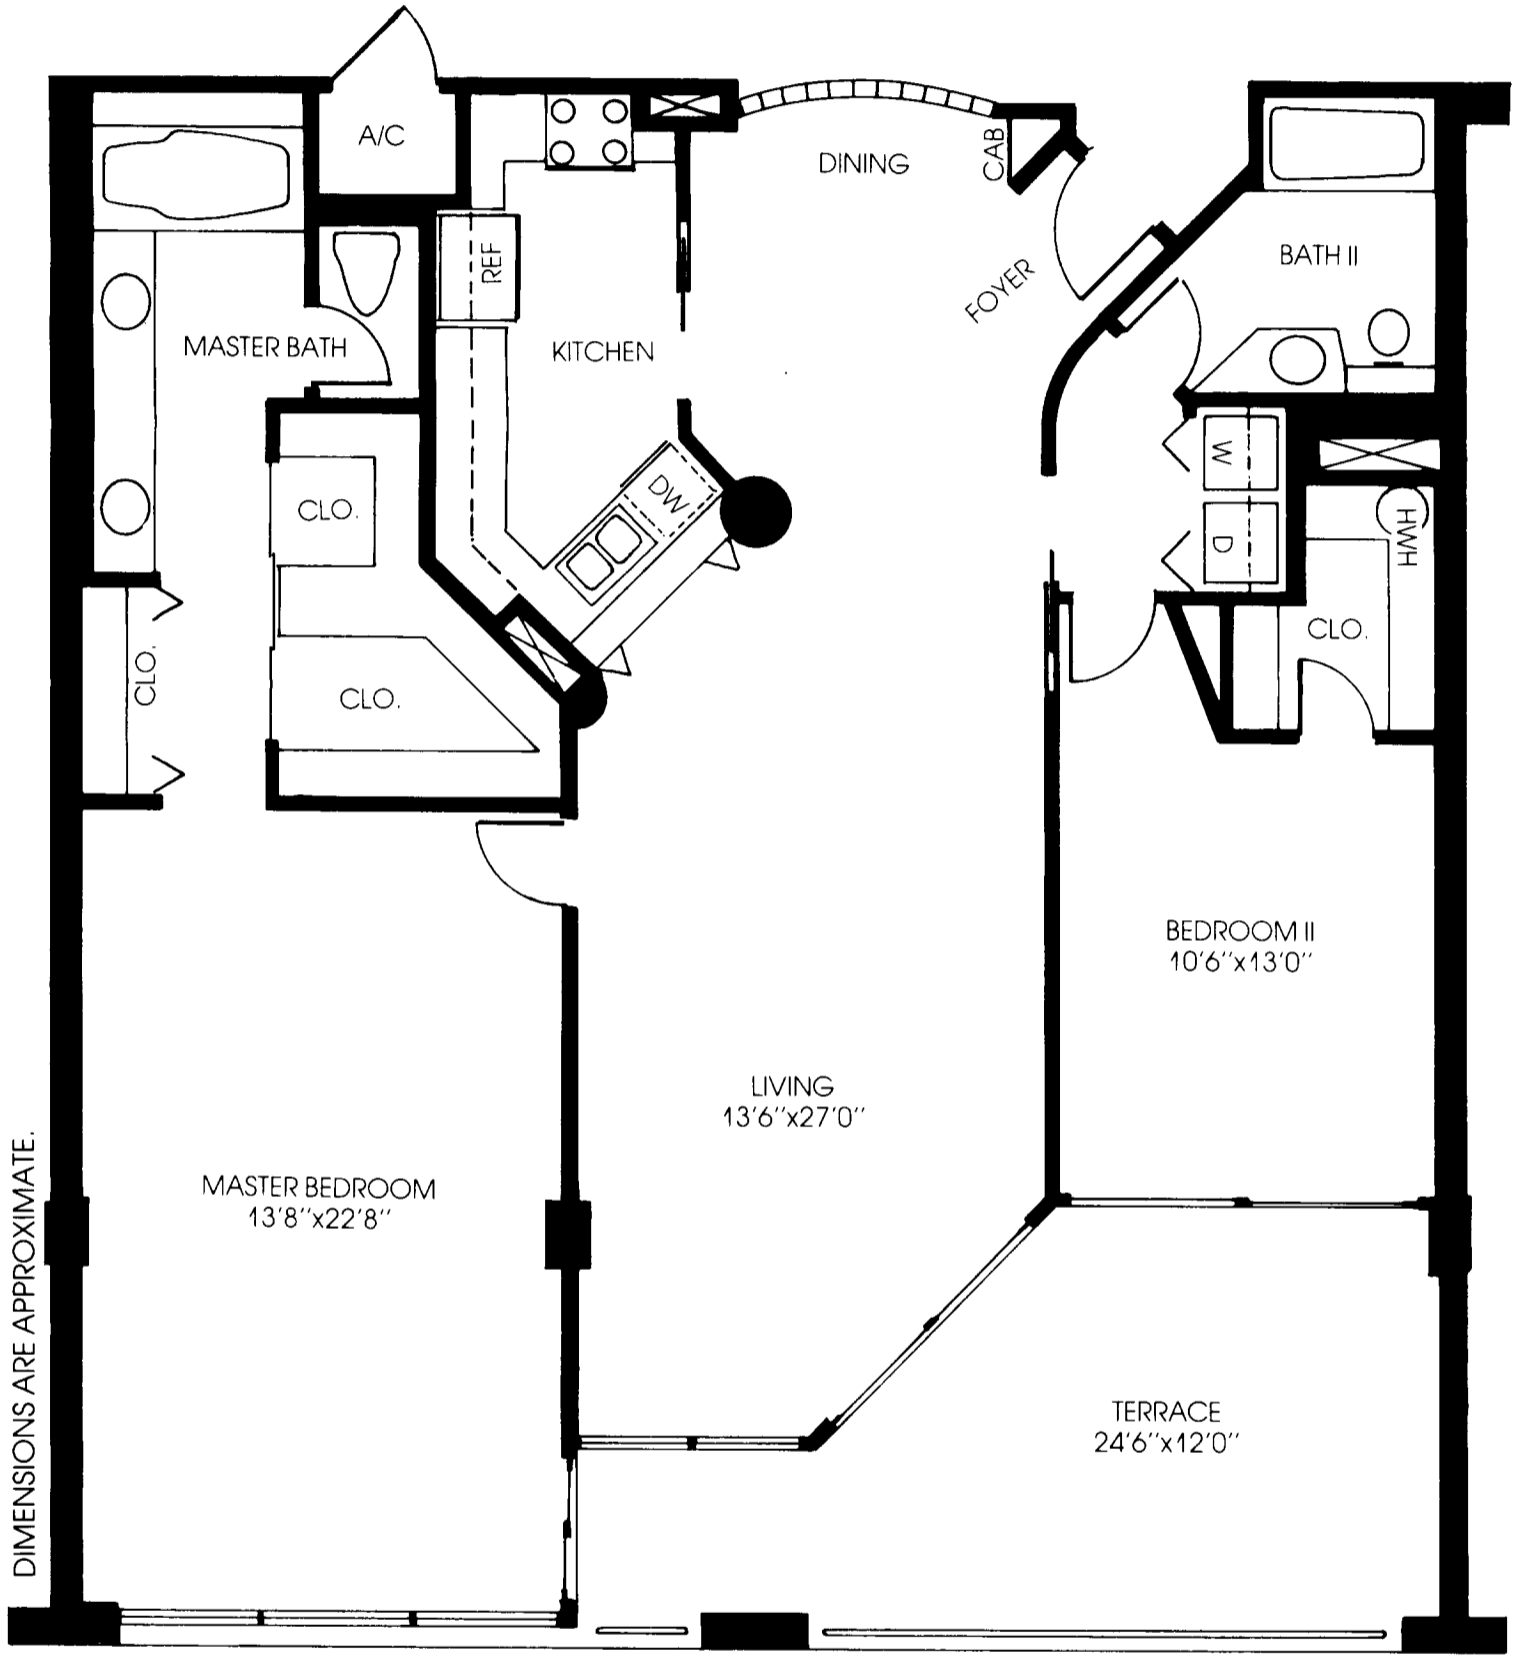 A/C
CAB
DINING
BATH II
REF
FOYER
MASTER BATH
KITCHEN
W
DW
CLO.
HWH
D
CLO.
CLO.
CLO.
BEDROOM II
10'6"x13'0"
LIVING
13'6"x27'0"
MASTER BEDROOM
13'8"x22'8"
TERRACE
24'6"x12'0"
DIMENSIONS ARE APPROXIMATE.